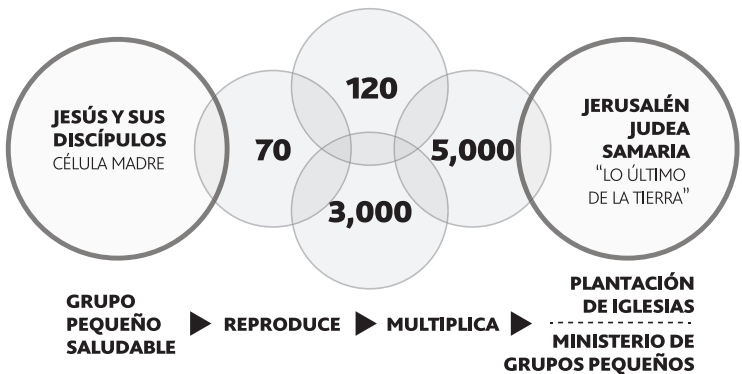 JESÚS Y SUS
DISCÍPULOS
CÉLULA MADRE
70
120
3,000
5,000
JERUSALÉN
JUDEA
SAMARIA
“LO ÚLTIMO
DE LA TIERRA”
GRUPO
PEQUEÑO
SALUDABLE
REPRODUCE
MULTIPLICA
PLANTACIÓN
DE IGLESIAS
MINISTERIO DE
GRUPOS PEQUEÑOS